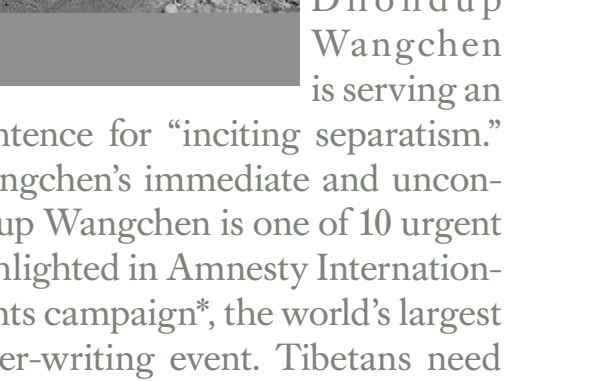 Dhondup
Wangchen
is serving an
ntence for “inciting separatism.”
ngchen’s immediate and uncon-
up Wangchen is one of 10 urgent
hlighted in Amnesty Internation-
nts campaign*, the world’s largest
er-writing event. Tibetans need